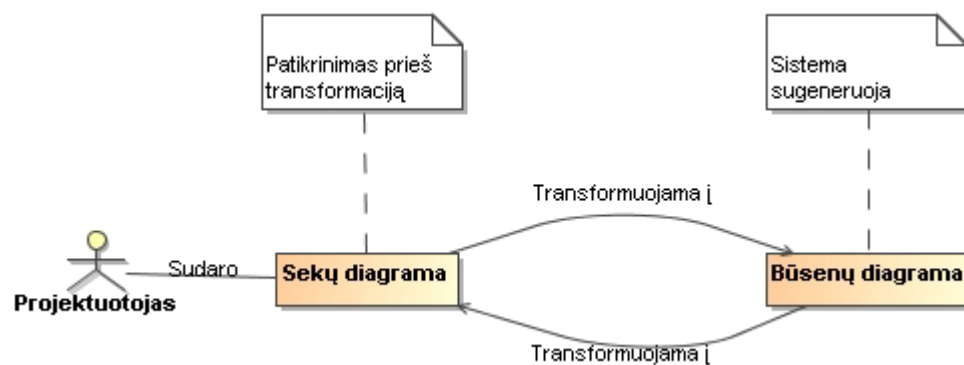 Patikrinimas prieš
transformaciją
Sistema
sugeneruoja
Transformuojama į
Sudaro
Sekų diagrama
Būsenų diagrama
Projektuotojas
Transformuojama į